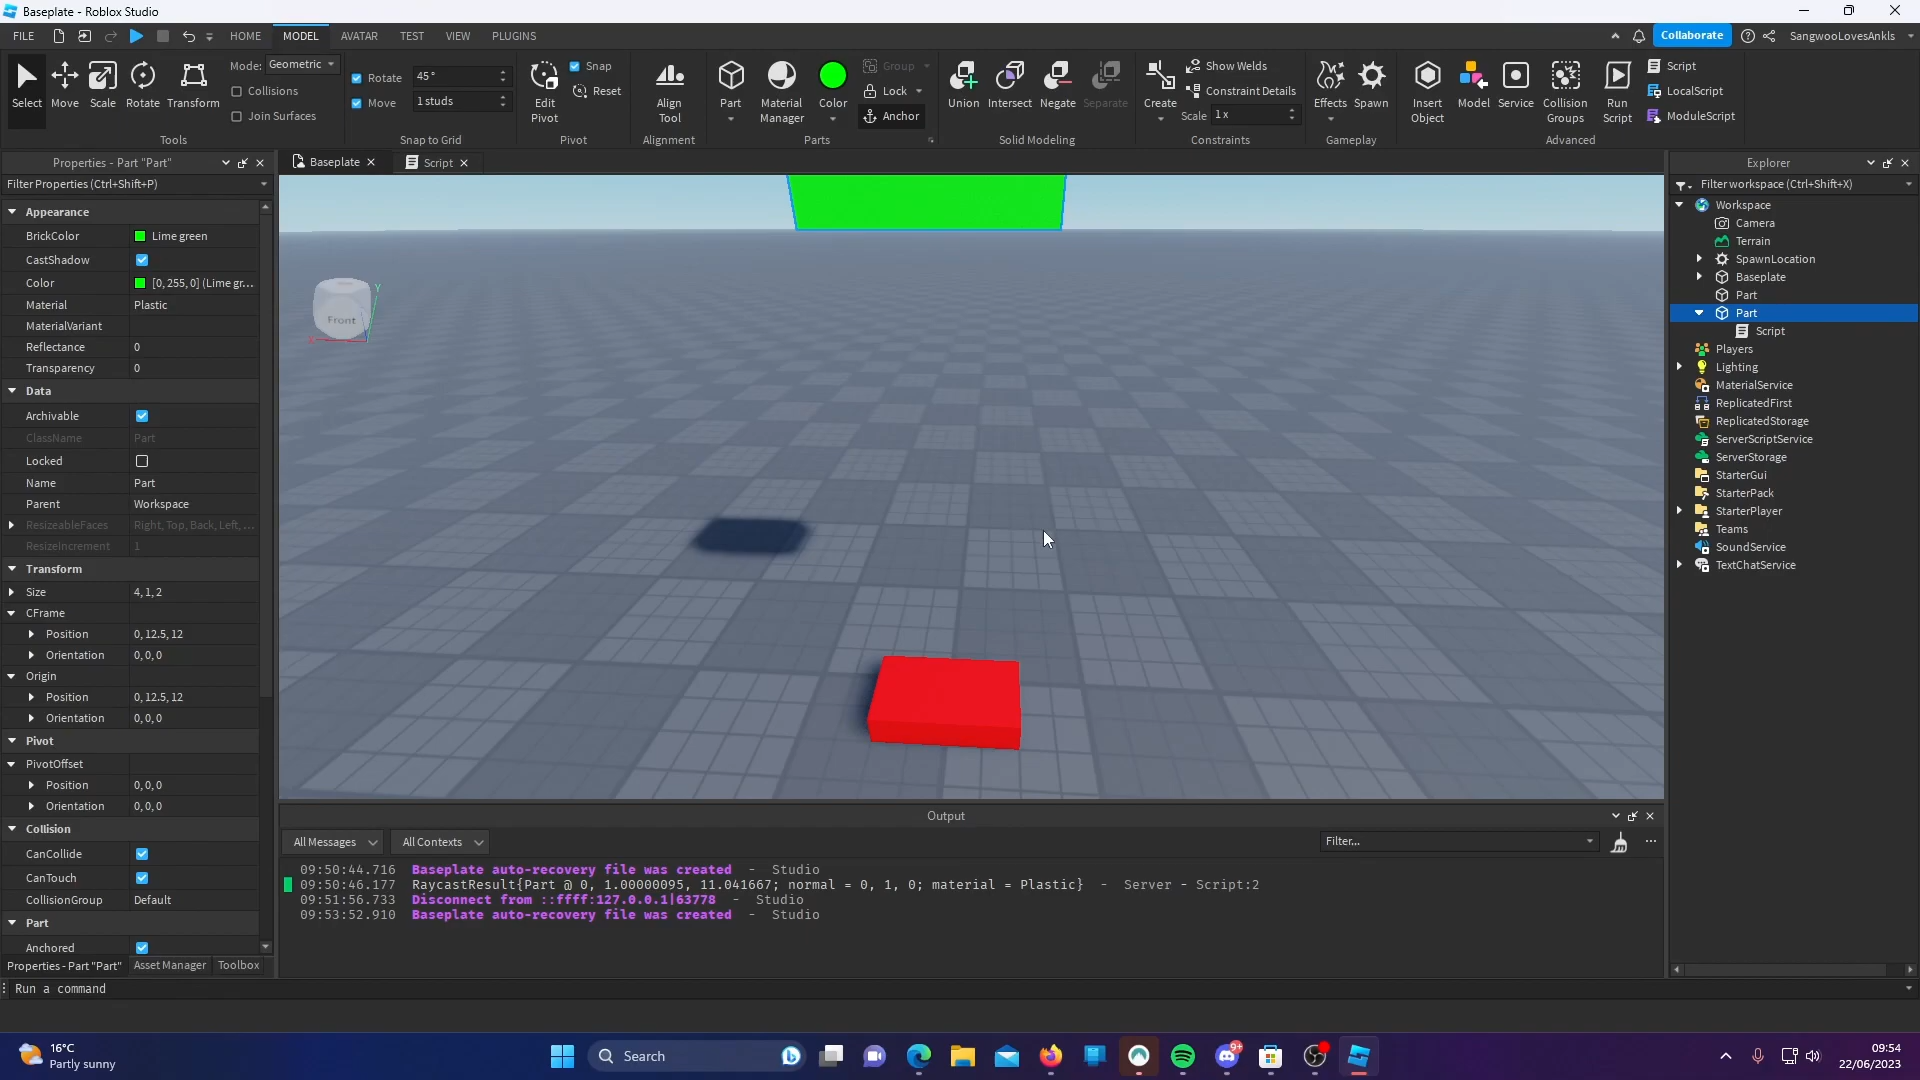 Baseplate - Roblox Studio
FILE HOME MODEL AVATAR TEST VIEW PLUGINS Collaborate SangwooLovesAnkls
Select Move Scale Rotate Transform
Mode: Geometric
Collisions
Join Surfaces
Tools
Rotate 45°
Move 1 studs
Snap to Grid
Edit Pivot
Snap
Reset
Pivot
Align Tool
Alignment
Part Material Manager Color
Group
Lock
Anchor
Parts
Union Intersect Negate Separate
Solid Modeling
Create
Show Welds
Constraint Details
Scale 1x
Constraints
Effects Spawn
Gameplay
Insert Object Model Service Collision Groups Run Script
Script
LocalScript
ModuleScript
Advanced
Properties - Part "Part"
Filter Properties (Ctrl+Shift+P)
Appearance
BrickColor Lime green
CastShadow
Color [0, 255, 0] (Lime gr...
Material Plastic
MaterialVariant
Reflectance 0
Transparency 0
Data
Archivable
ClassName Part
Locked
Name Part
Parent Workspace
ResizeableFaces Right, Top, Back, Left, ...
ResizeIncrement 1
Transform
Size 4, 1, 2
CFrame
Position 0, 12.5, 12
Orientation 0, 0, 0
Origin
Position 0, 12.5, 12
Orientation 0, 0, 0
Pivot
PivotOffset
Position 0, 0, 0
Orientation 0, 0, 0
Collision
CanCollide
CanTouch
CollisionGroup Default
Part
Anchored
Properties - Part "Part" Asset Manager Toolbox
Baseplate Script
Front
X
Y
Output
All Messages All Contexts Filter...
09:50:44.716 Baseplate auto-recovery file was created - Studio
09:50:46.177 RaycastResult{Part @ 0, 1.00000095, 11.041667; normal = 0, 1, 0; material = Plastic} - Server - Script:2
09:51:56.733 Disconnect from ::ffff:127.0.0.1|63778 - Studio
09:53:52.910 Baseplate auto-recovery file was created - Studio
Explorer
Filter workspace (Ctrl+Shift+X)
Workspace
Camera
Terrain
SpawnLocation
Baseplate
Part
Part
Script
Players
Lighting
MaterialService
ReplicatedFirst
ReplicatedStorage
ServerScriptService
ServerStorage
StarterGui
StarterPack
StarterPlayer
Teams
SoundService
TextChatService
Run a command
16°C
Partly sunny
Search
9+
09:54
22/06/2023